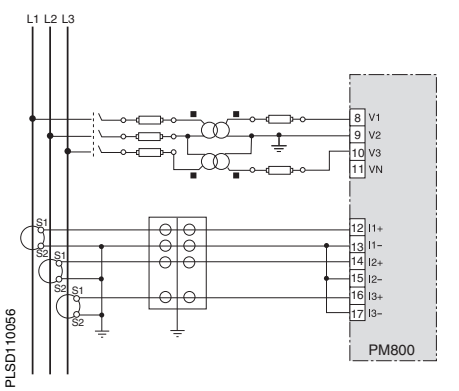 L1 L2 L3
8 V1
9 V2
10 V3
11 VN
S1
S2
S1
S2
S1
S2
12 I1+
13 I1–
14 I2+
15 I2–
16 I3+
17 I3–
PM800
PLSD110056